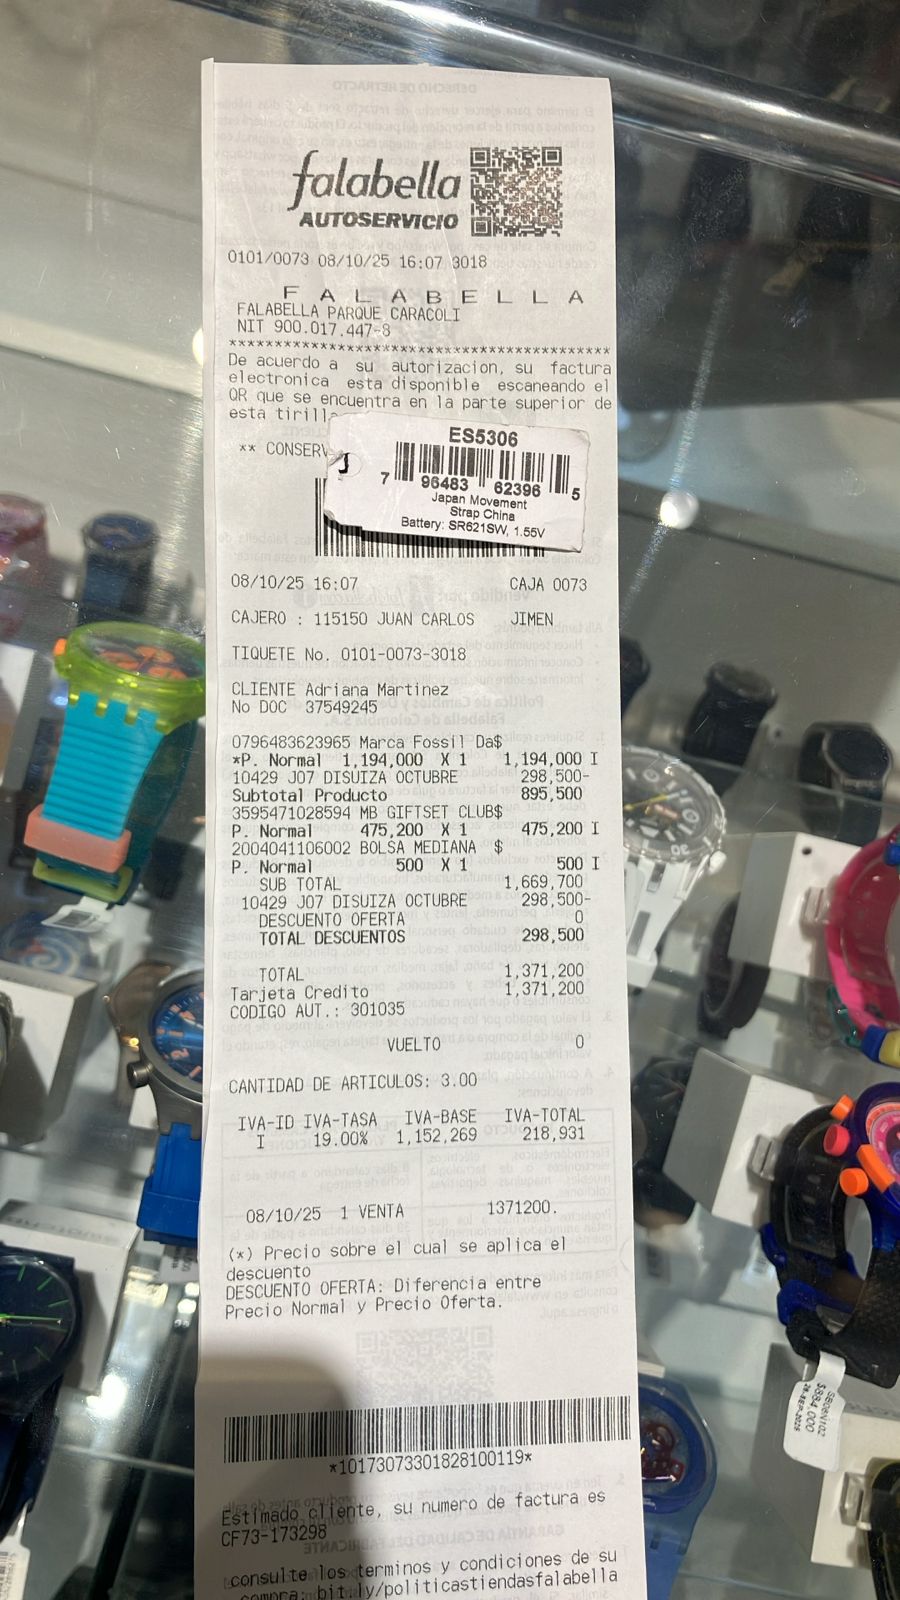 falabella
AUTOSERVICIO
0101/0073 08/10/25 16:07 3018
F A L A B E L L A
FALABELLA PARQUE CARACOLI
NIT 900.017.447-8
******************************************
De acuerdo a su autorizacion, su factura
electronica esta disponible escaneando el
QR que se encuentra en la parte superior de
esta tirill
** CONSERV
ES5306
7 96483 62396 5
Japan Movement
Strap China
Battery: SR621SW, 1.55V
08/10/25 16:07 CAJA 0073
CAJERO : 115150 JUAN CARLOS JIMEN
TIQUETE No. 0101-0073-3018
CLIENTE Adriana Martinez
No DOC 37549245
0796483623965 Marca Fossil Da$
*P. Normal 1,194,000 X 1 1,194,000 I
10429 J07 DISUIZA OCTUBRE 298,500-
Subtotal Producto 895,500
3595471028594 MB GIFTSET CLUB$
P. Normal 475,200 X 1 475,200 I
2004041106002 BOLSA MEDIANA $
P. Normal 500 X 1 500 I
SUB TOTAL 1,669,700
10429 J07 DISUIZA OCTUBRE 298,500-
DESCUENTO OFERTA 0
TOTAL DESCUENTOS 298,500
TOTAL 1,371,200
Tarjeta Credito 1,371,200
CODIGO AUT.: 301035
VUELTO 0
CANTIDAD DE ARTICULOS: 3.00
IVA-ID IVA-TASA IVA-BASE IVA-TOTAL
I 19.00% 1,152,269 218,931
08/10/25 1 VENTA 1371200.
(*) Precio sobre el cual se aplica el
descuento
DESCUENTO OFERTA: Diferencia entre
Precio Normal y Precio Oferta.
*10173073301828100119*
Estimado cliente, su numero de factura es
CF73-173298
consulte los terminos y condiciones de su
compra: bit.ly/politicastiendasfalabella
SB06N102
$884,000